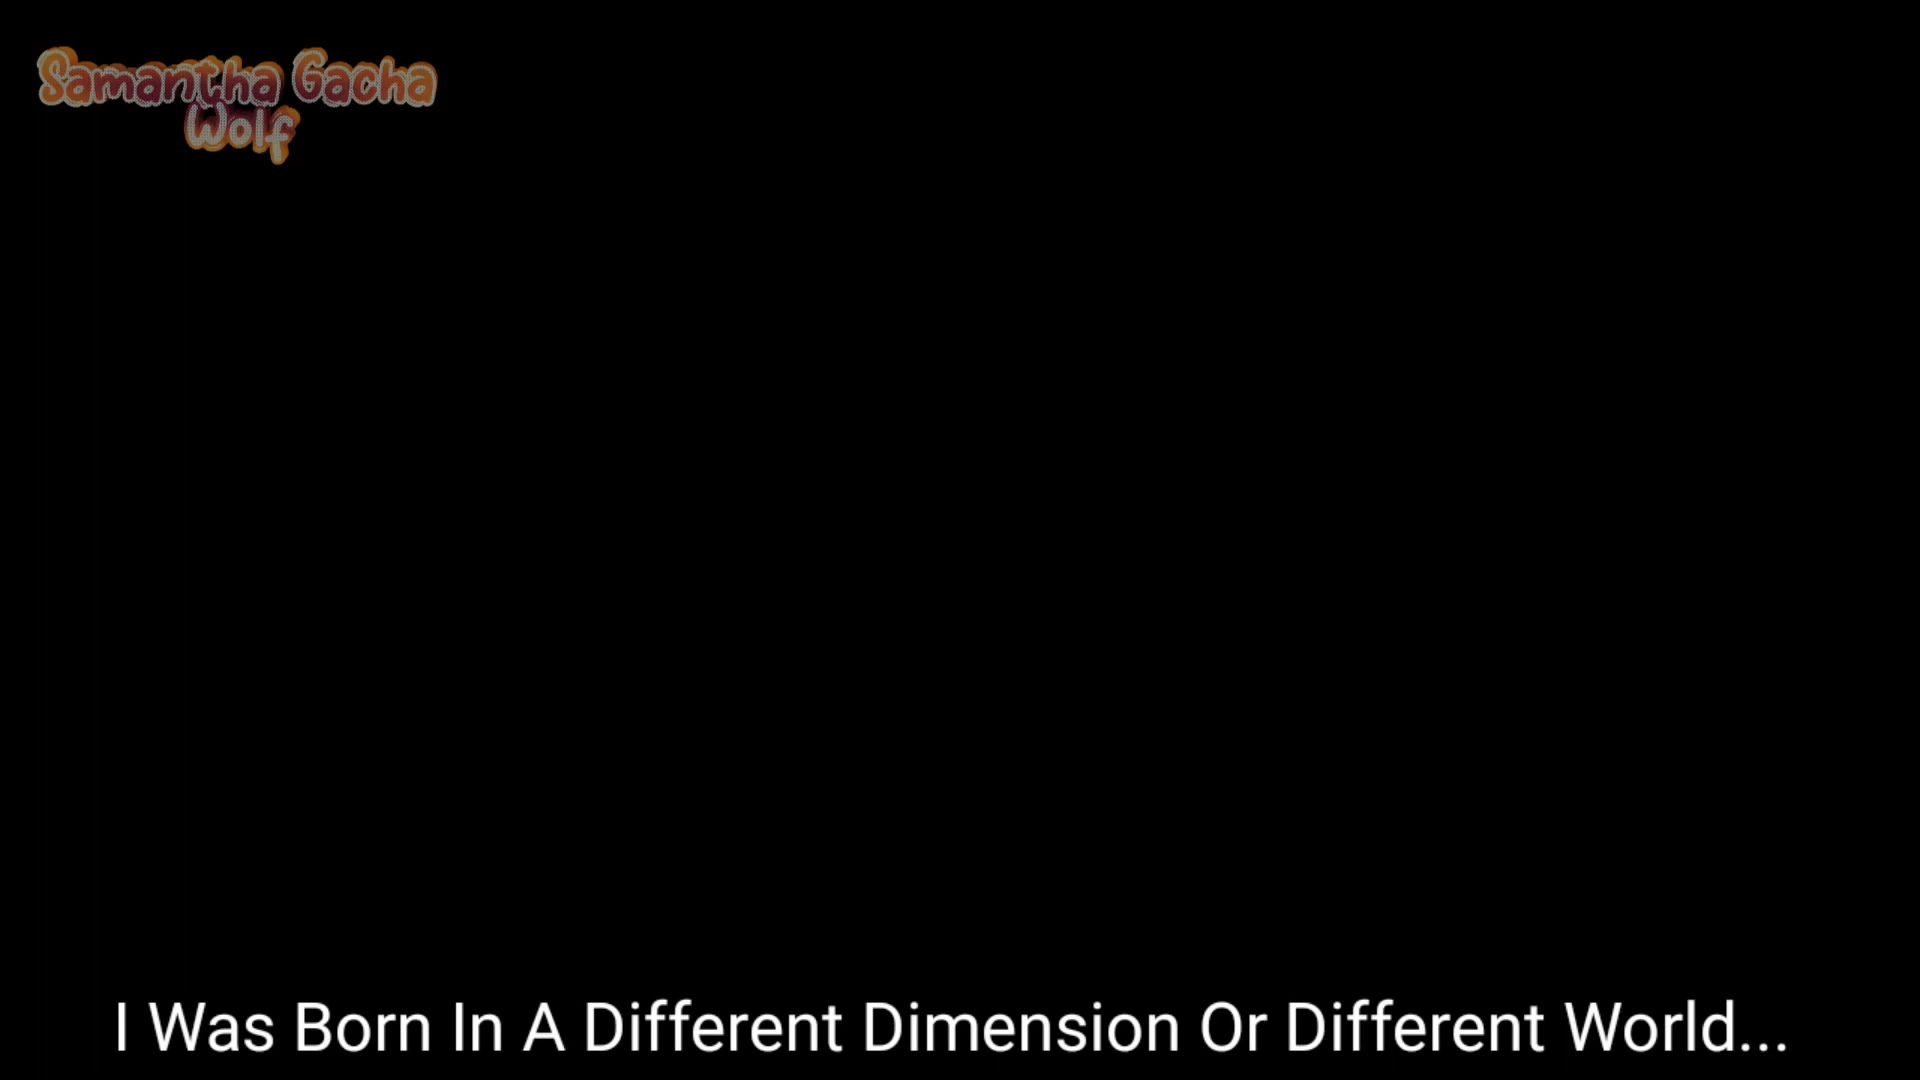 Samantha Gacha
Wolf
I Was Born In A Different Dimension Or Different World...